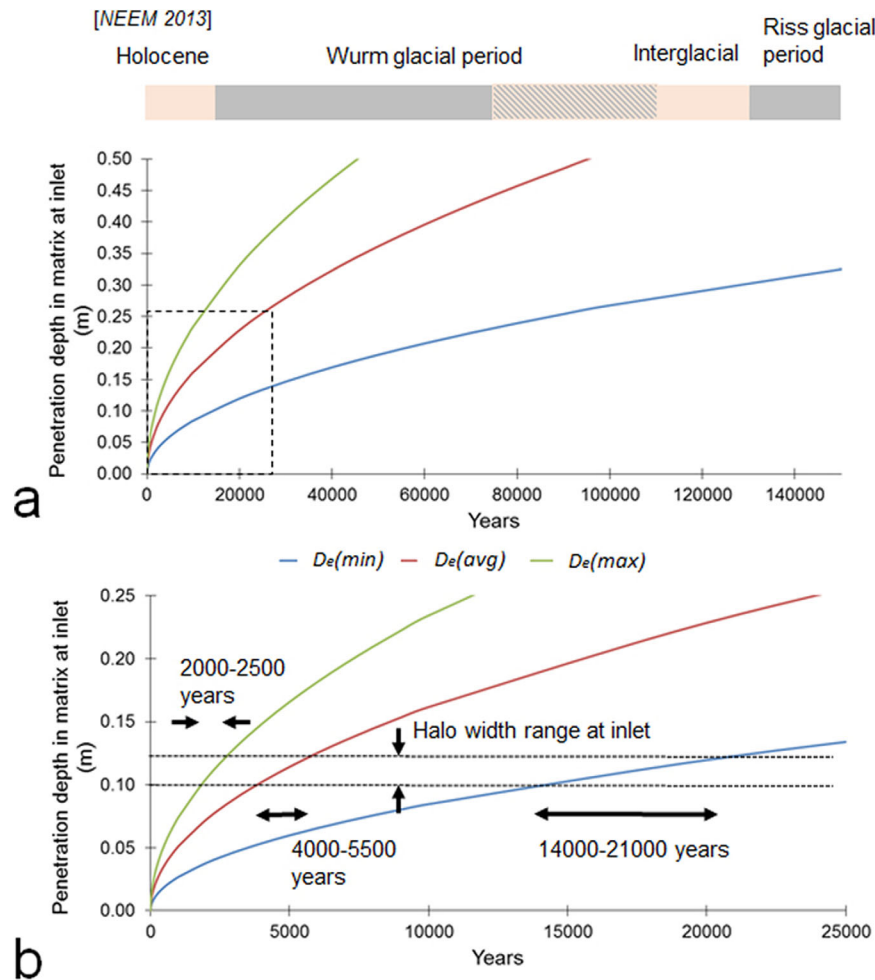 [NEEM 2013]
Holocene
Wurm glacial period
Interglacial
Riss glacial
period
Penetration depth in matrix at inlet
(m)
0.50
0.45
0.40
0.35
0.30
0.25
0.20
0.15
0.10
0.05
0.00
0 20000 40000 60000 80000 100000 120000 140000
Years
a
De(min) De(avg) De(max)
Penetration depth in matrix at inlet
(m)
0.25
0.20
0.15
0.10
0.05
0.00
2000-2500
years
Halo width range at inlet
4000-5500
years
14000-21000 years
0 5000 10000 15000 20000 25000
Years
b